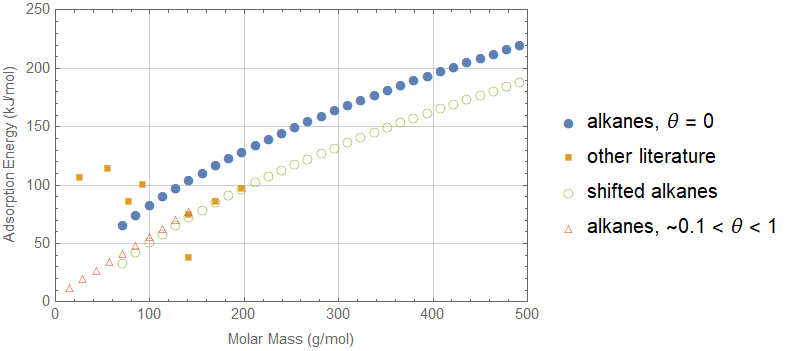 250
200
150
100
50
0
Adsorption Energy (kJ/mol)
0 100 200 300 400 500
Molar Mass (g/mol)
alkanes, θ = 0
other literature
shifted alkanes
alkanes, ~0.1 < θ < 1